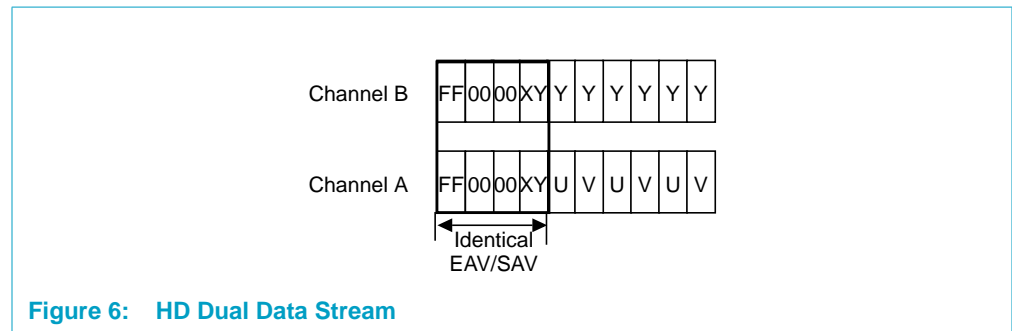 Channel B FF 00 00 XY Y Y Y Y Y Y
Channel A FF 00 00 XY U V U V U V
Identical
EAV/SAV
Figure 6: HD Dual Data Stream